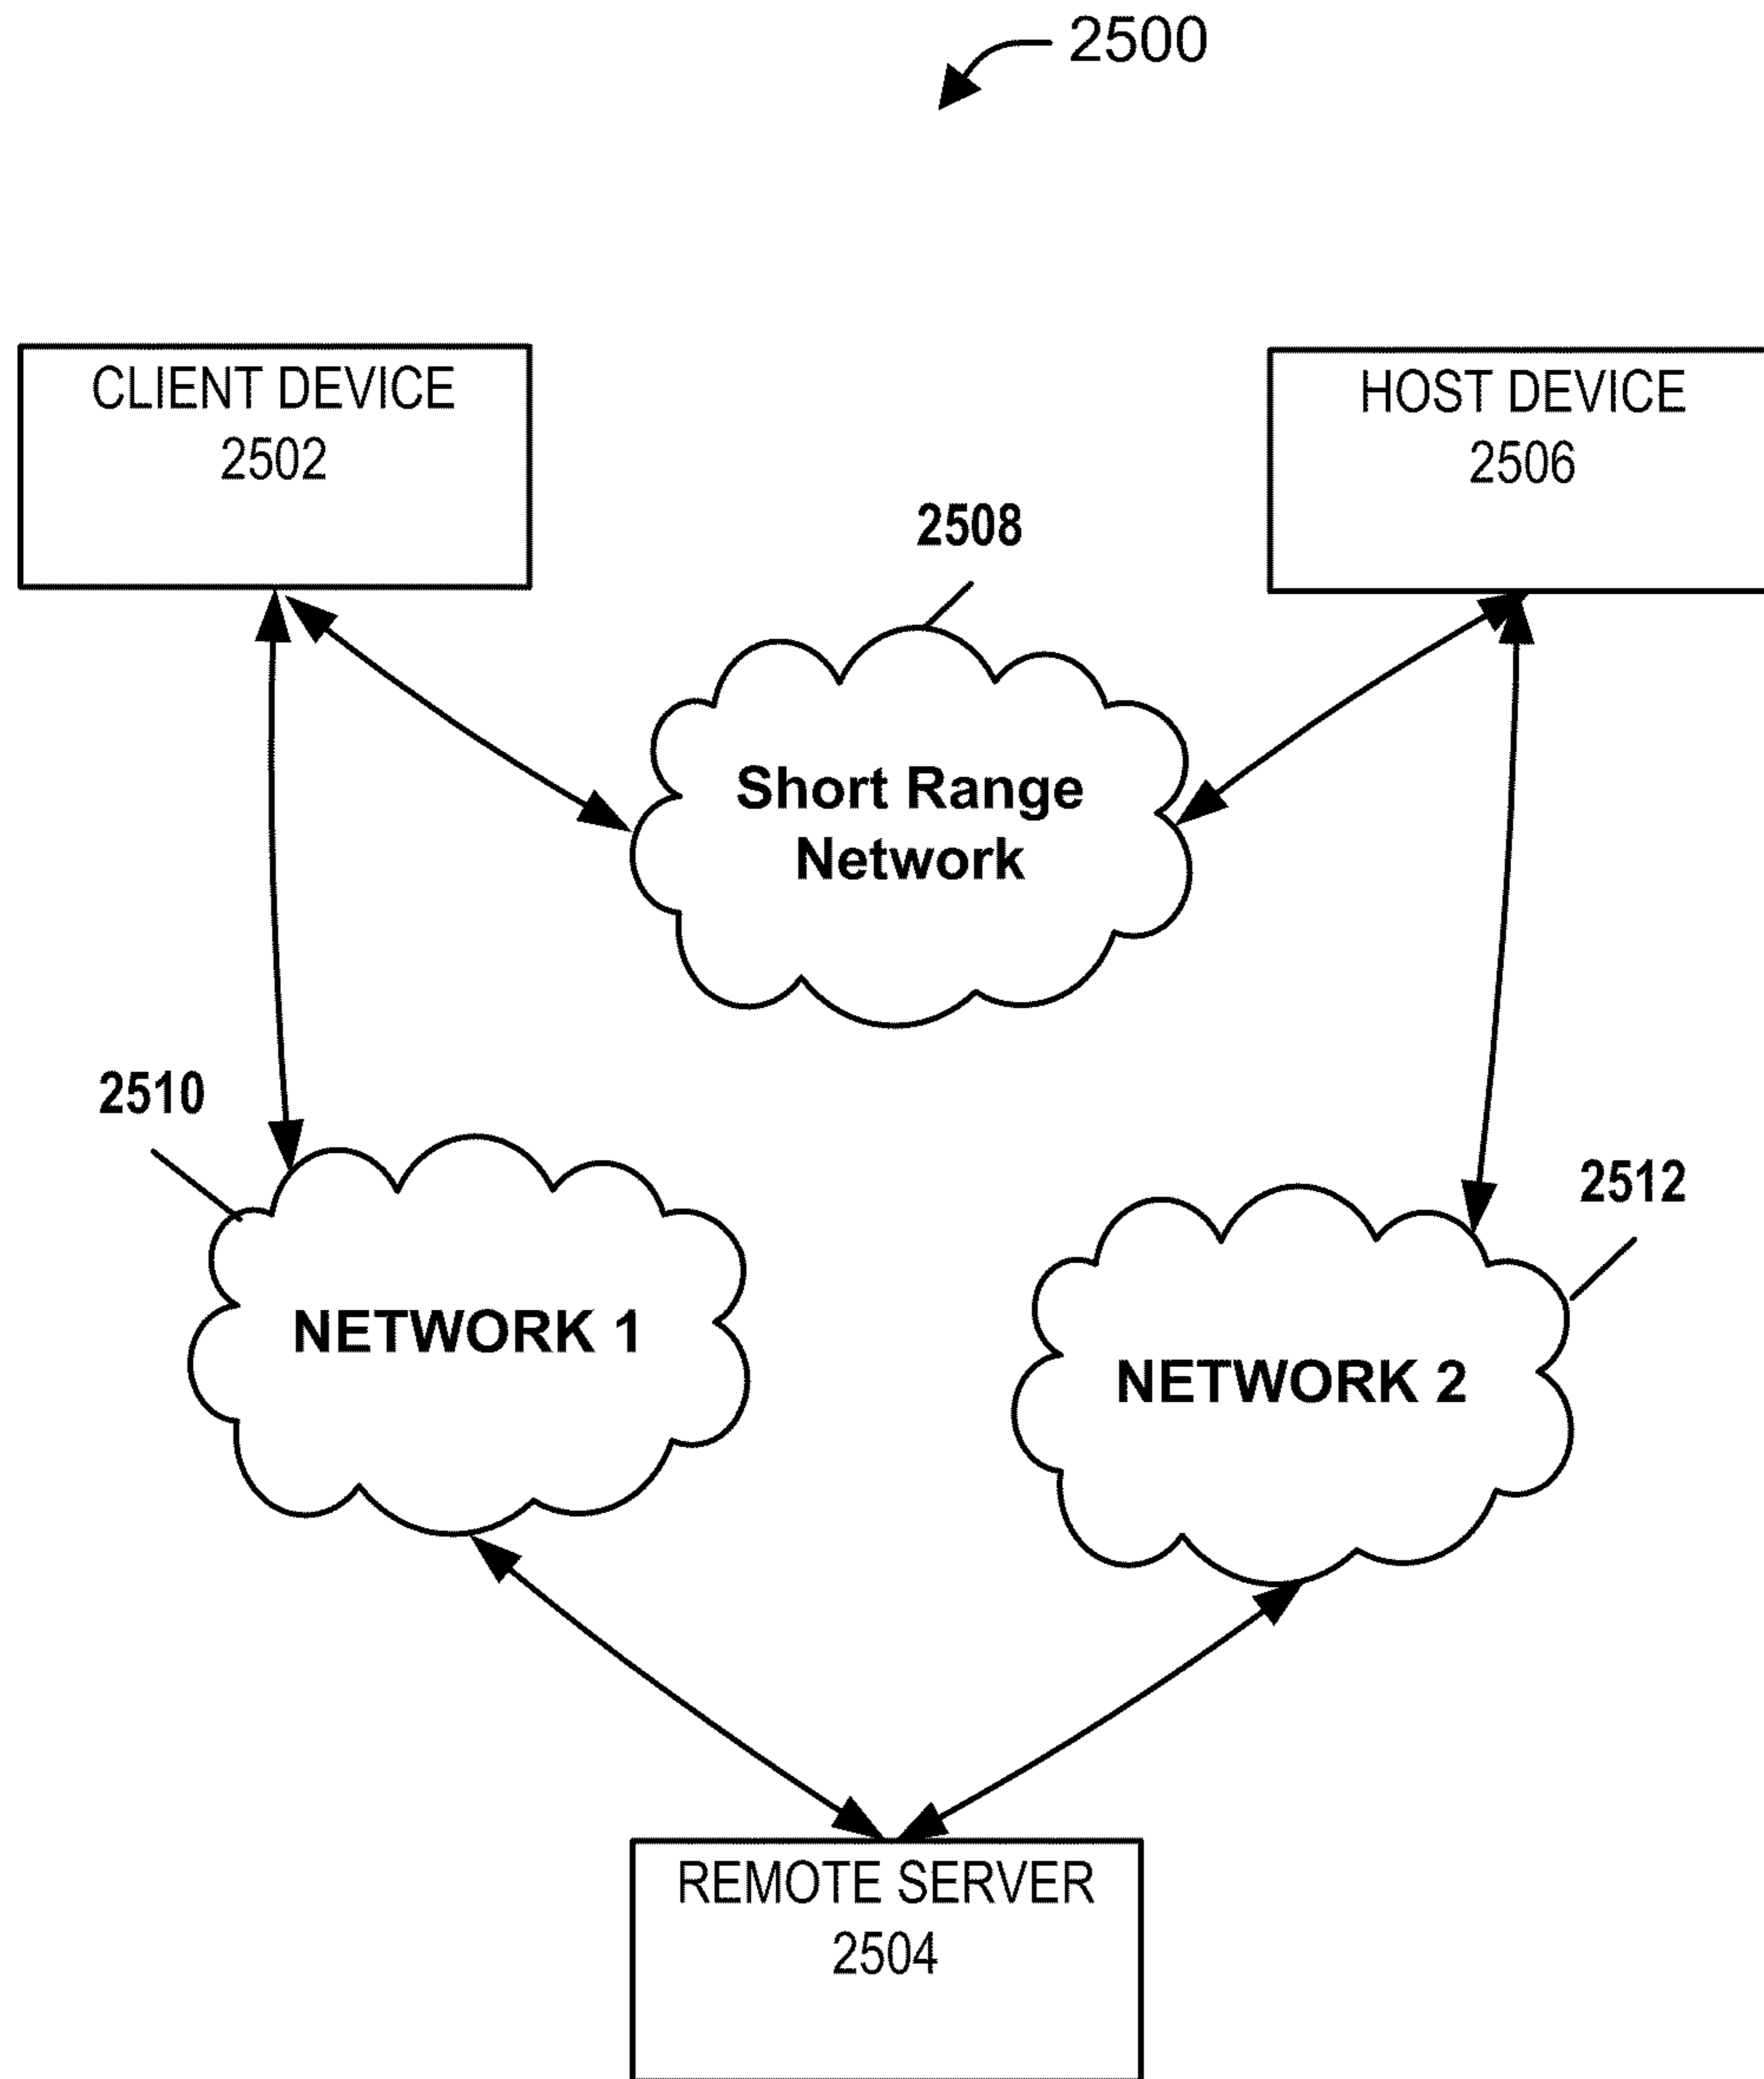 2500
CLIENT DEVICE
2502
HOST DEVICE
2506
2508
Short Range
Network
2510
2512
NETWORK 1
NETWORK 2
REMOTE SERVER
2504